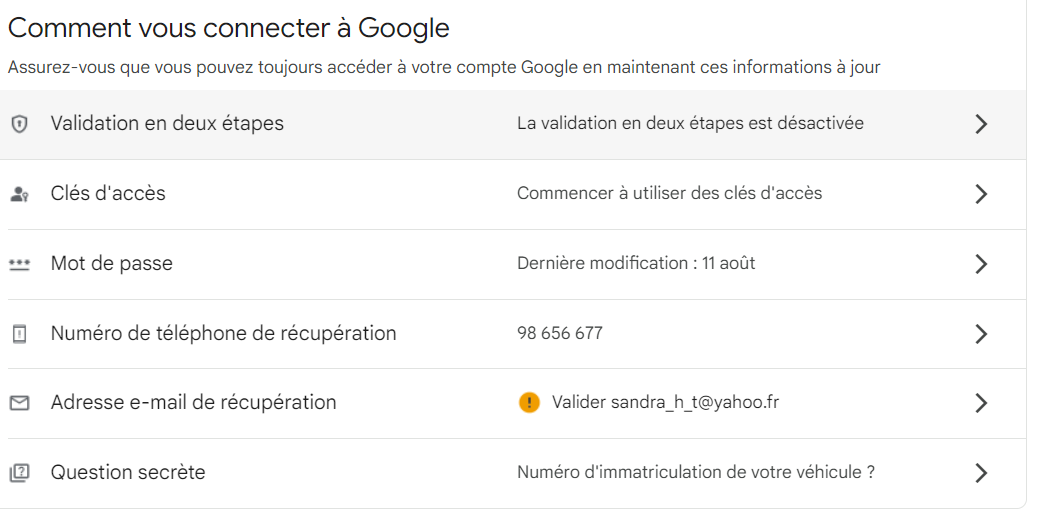 Comment vous connecter à Google
Assurez-vous que vous pouvez toujours accéder à votre compte Google en maintenant ces informations à jour
Validation en deux étapes La validation en deux étapes est désactivée
Clés d'accès Commencer à utiliser des clés d'accès
Mot de passe Dernière modification : 11 août
Numéro de téléphone de récupération 98 656 677
Adresse e-mail de récupération Valider sandra_h_t@yahoo.fr
Question secrète Numéro d'immatriculation de votre véhicule ?